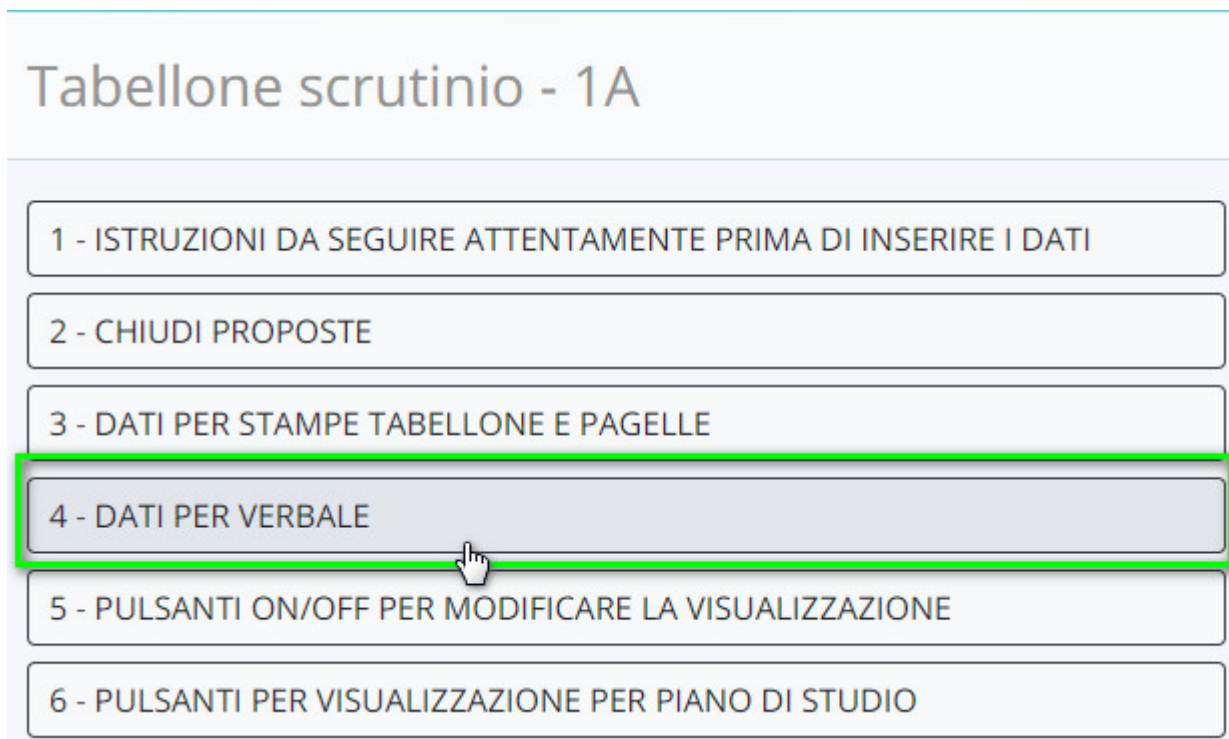 Tabellone scrutinio - 1A
1 - ISTRUZIONI DA SEGUIRE ATTENTAMENTE PRIMA DI INSERIRE I DATI
2 - CHIUDI PROPOSTE
3 - DATI PER STAMPE TABELLONE E PAGELLE
4 - DATI PER VERBALE
5 - PULSANTI ON/OFF PER MODIFICARE LA VISUALIZZAZIONE
6 - PULSANTI PER VISUALIZZAZIONE PER PIANO DI STUDIO